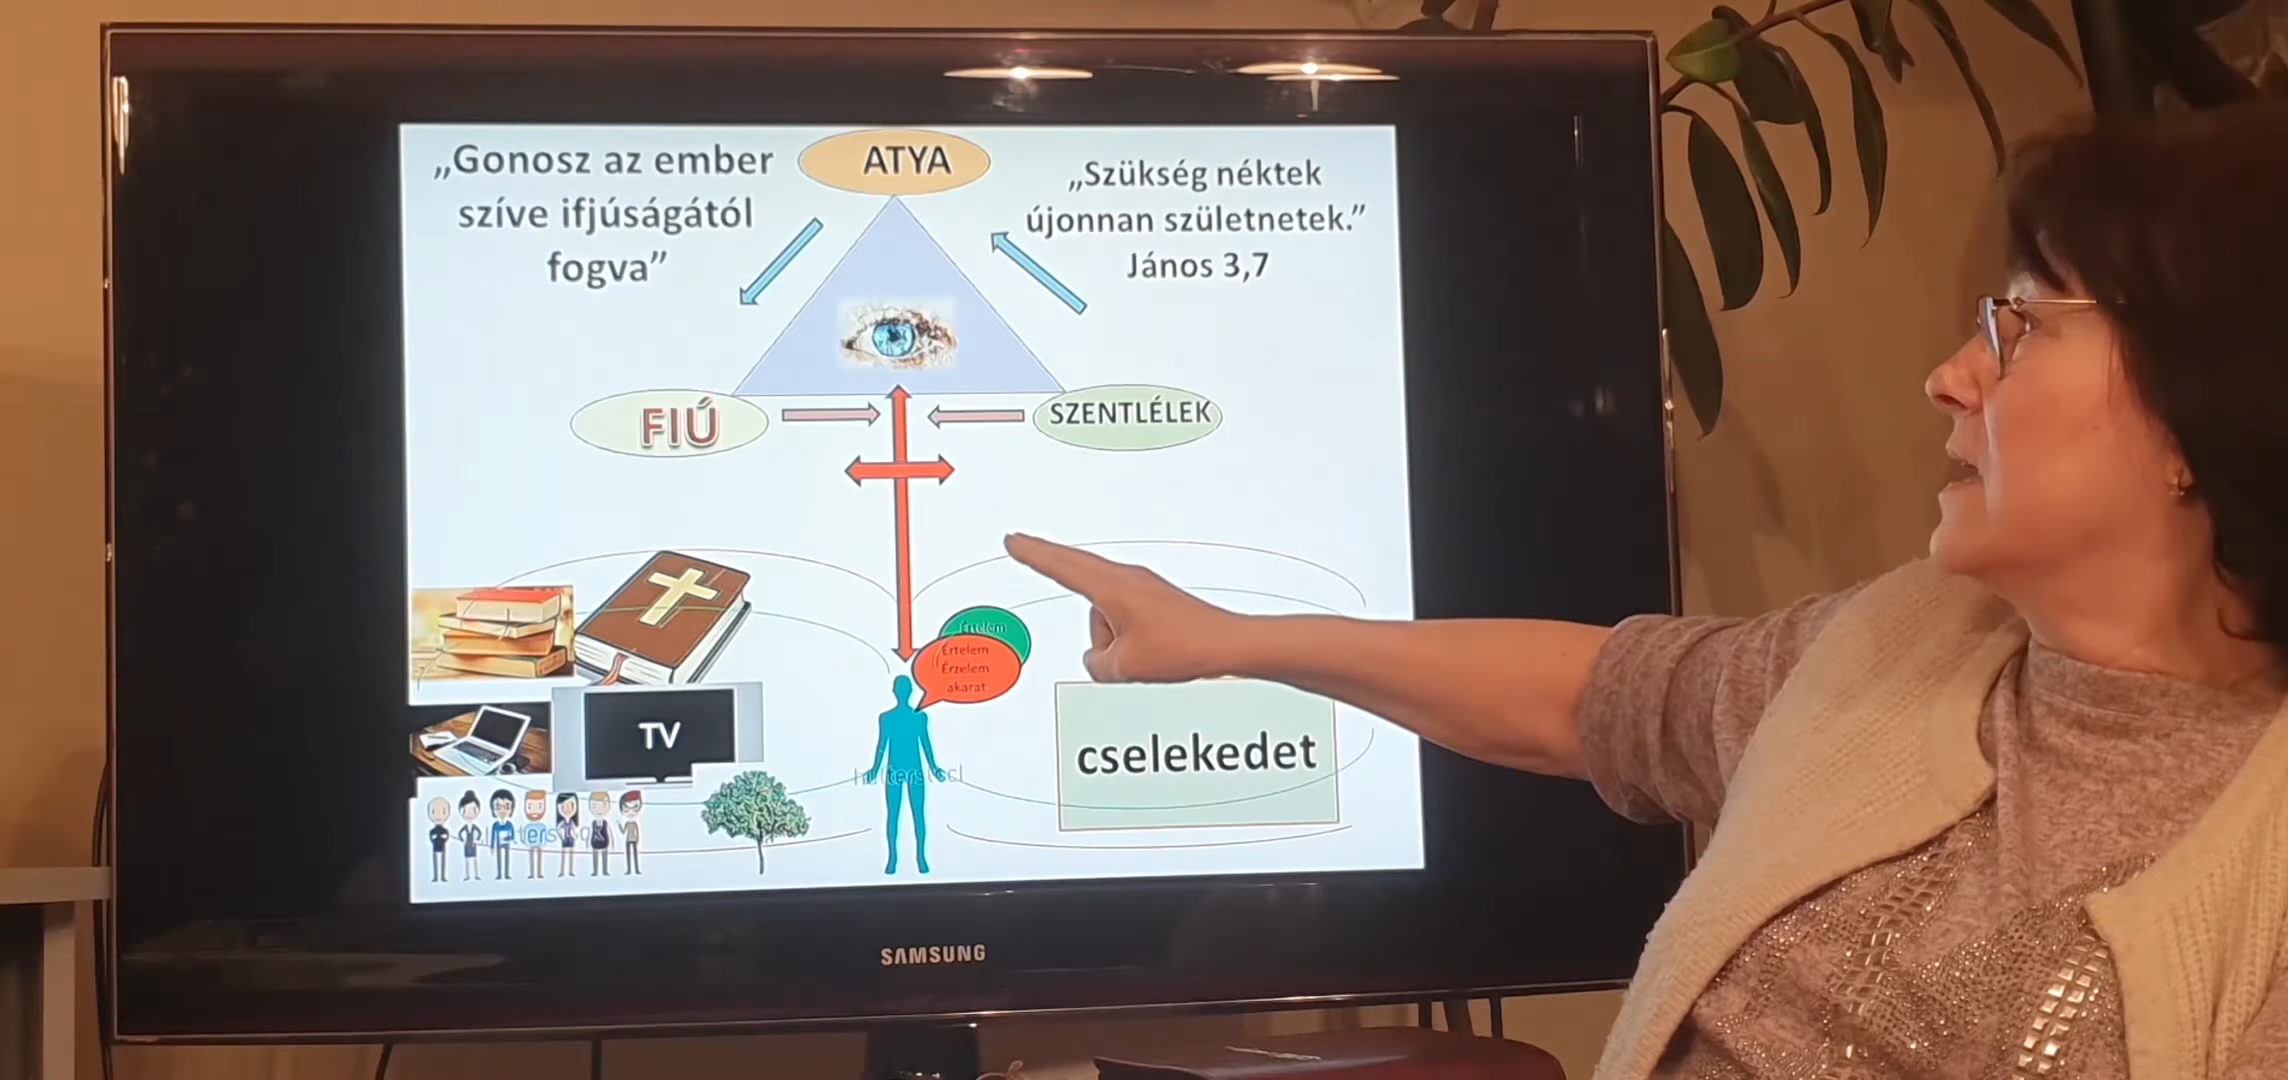 „Gonosz az ember
szíve ifjúságától
fogva”
ATYA
„Szükség néktek
újonnan születnetek.”
János 3,7
FIÚ
SZENTLÉLEK
Értelem
Értelem
Érzelem
akarat
TV
cselekedet
SAMSUNG